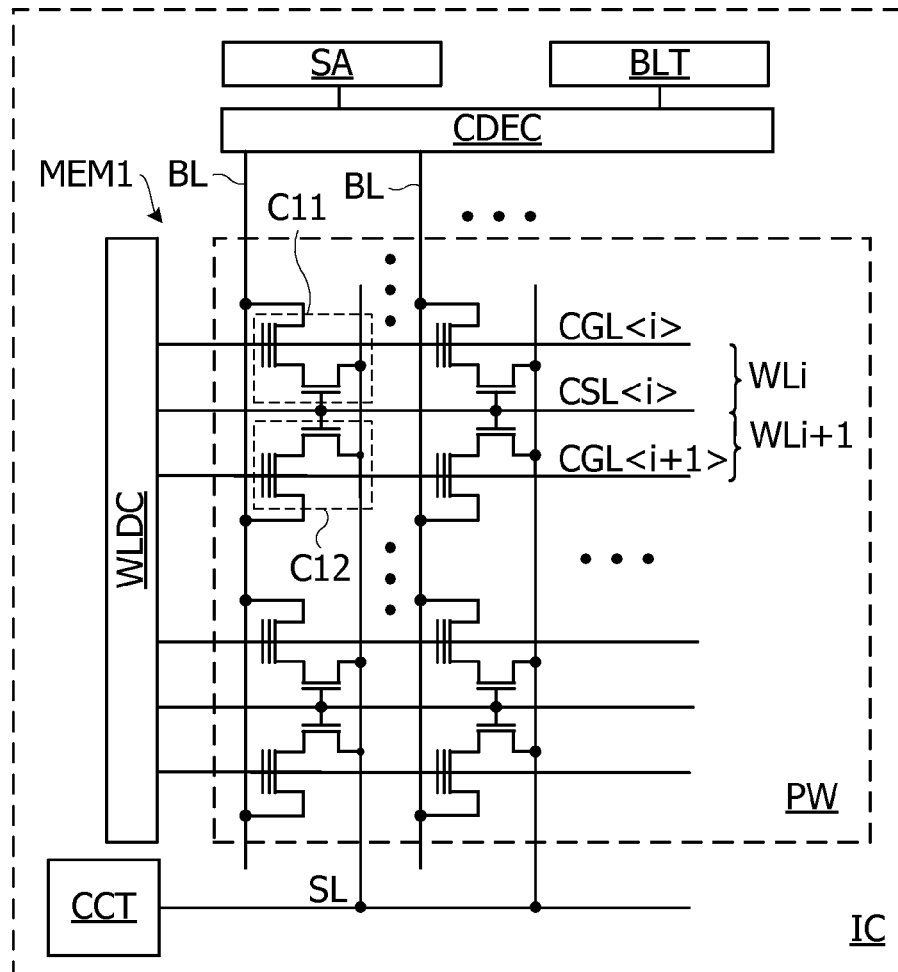 SA
BLT
CDEC
MEM1
BL
BL
C11
CGL<i>
WLi
CSL<i>
WLi+1
CGL<i+1>
C12
WLDC
PW
CCT
SL
IC